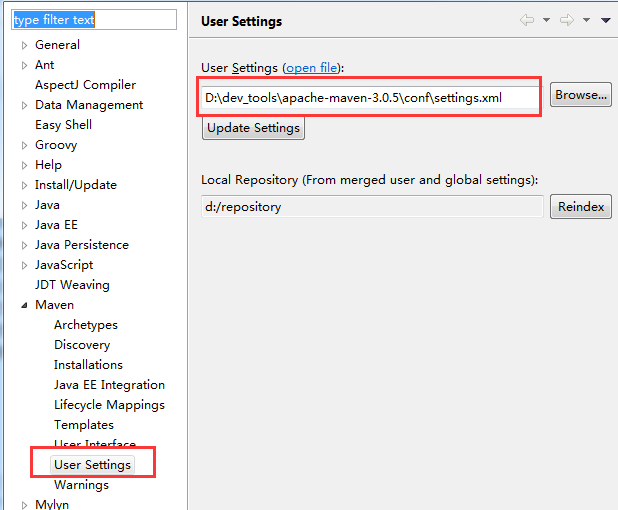 type filter text
General
Ant
AspectJ Compiler
Data Management
Easy Shell
Groovy
Help
Install/Update
Java
Java EE
Java Persistence
JavaScript
JDT Weaving
Maven
Archetypes
Discovery
Installations
Java EE Integration
Lifecycle Mappings
Templates
User Interface
User Settings
Warnings
Mylyn
User Settings
User Settings (open file):
D:\dev_tools\apache-maven-3.0.5\conf\settings.xml
Browse...
Update Settings
Local Repository (From merged user and global settings):
d:/repository
Reindex